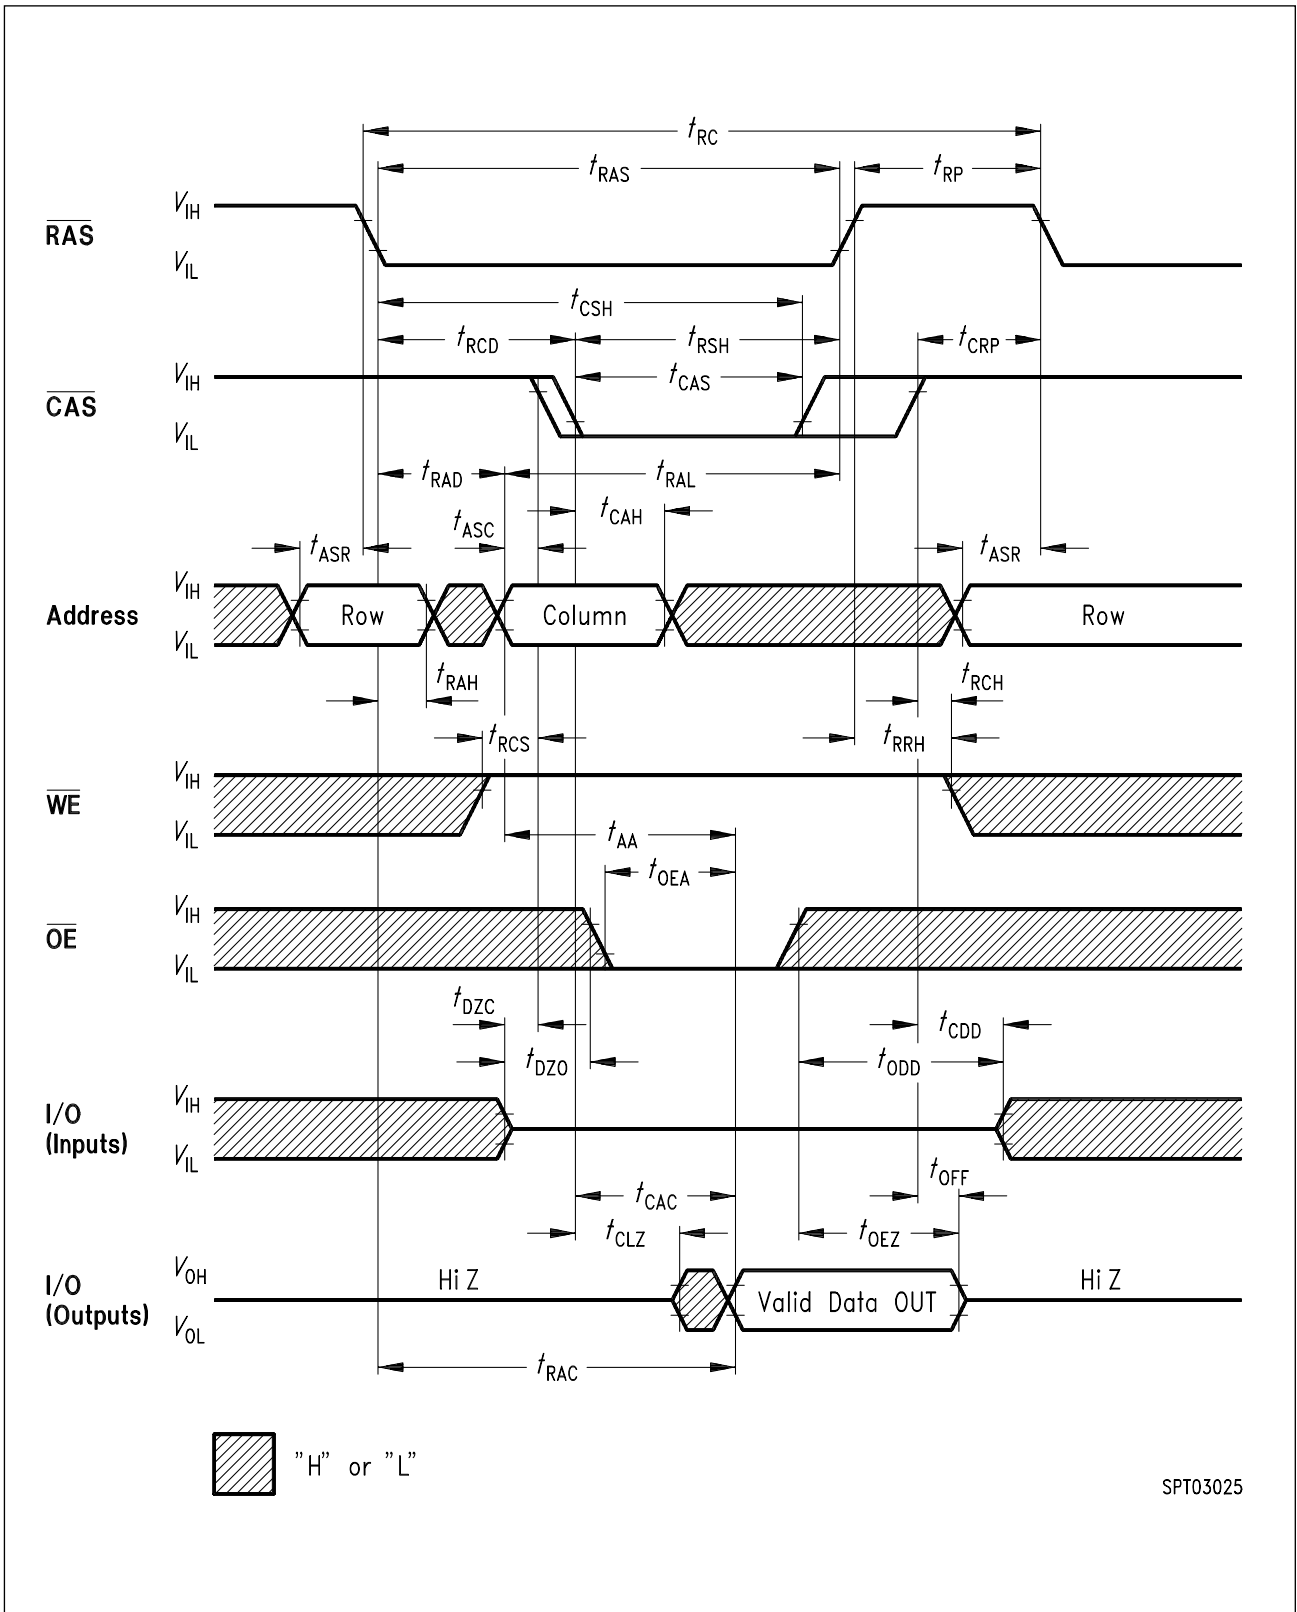 tRC
tRAS
tRP
VIH
RAS
VIL
tCSH
tRCD
tRSH
tCRP
VIH
tCAS
CAS
VIL
tRAD
tRAL
tCAH
tASC
tASR
tASR
VIH
Address
Row
Column
Row
VIL
tRAH
tRCH
tRCS
tRRH
VIH
WE
VIL
tAA
tOEA
VIH
OE
VIL
tDZC
tCDD
tDZO
tODD
VIH
I/O
(Inputs)
VIL
tOFF
tCAC
tCLZ
tOEZ
VOH
Hi Z
Hi Z
I/O
(Outputs)
Valid Data OUT
VOL
tRAC
"H" or "L"
SPT03025